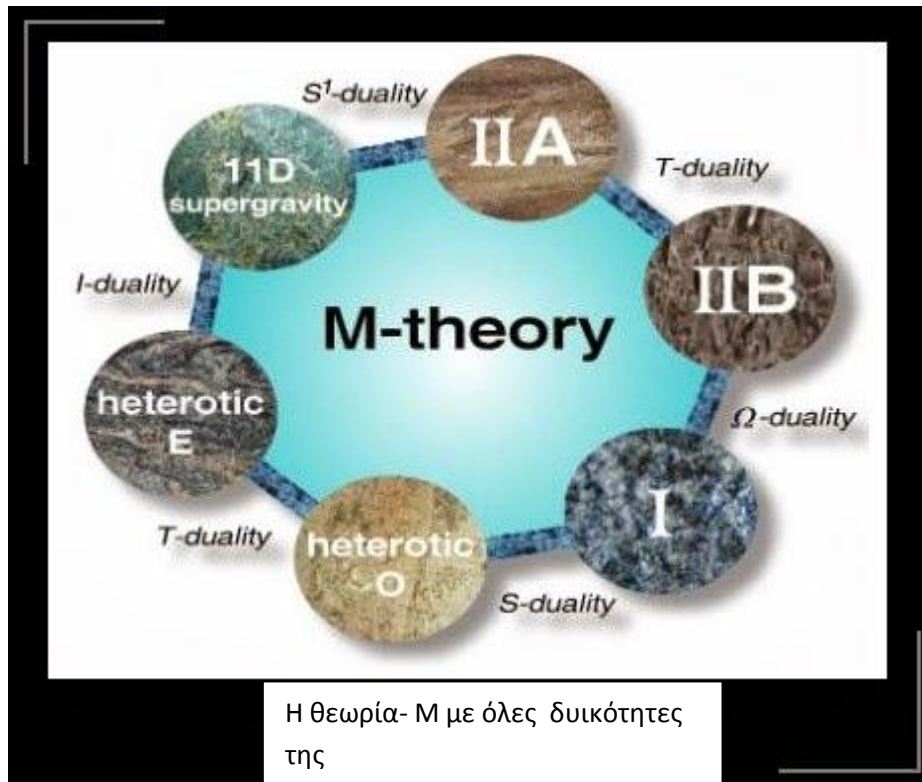 S¹-duality
IIA
11D
supergravity
T-duality
I-duality
IIB
M-theory
heterotic
E
Ω-duality
I
T-duality
heterotic
O
S-duality
Η θεωρία- Μ με όλες δυικότητες
της